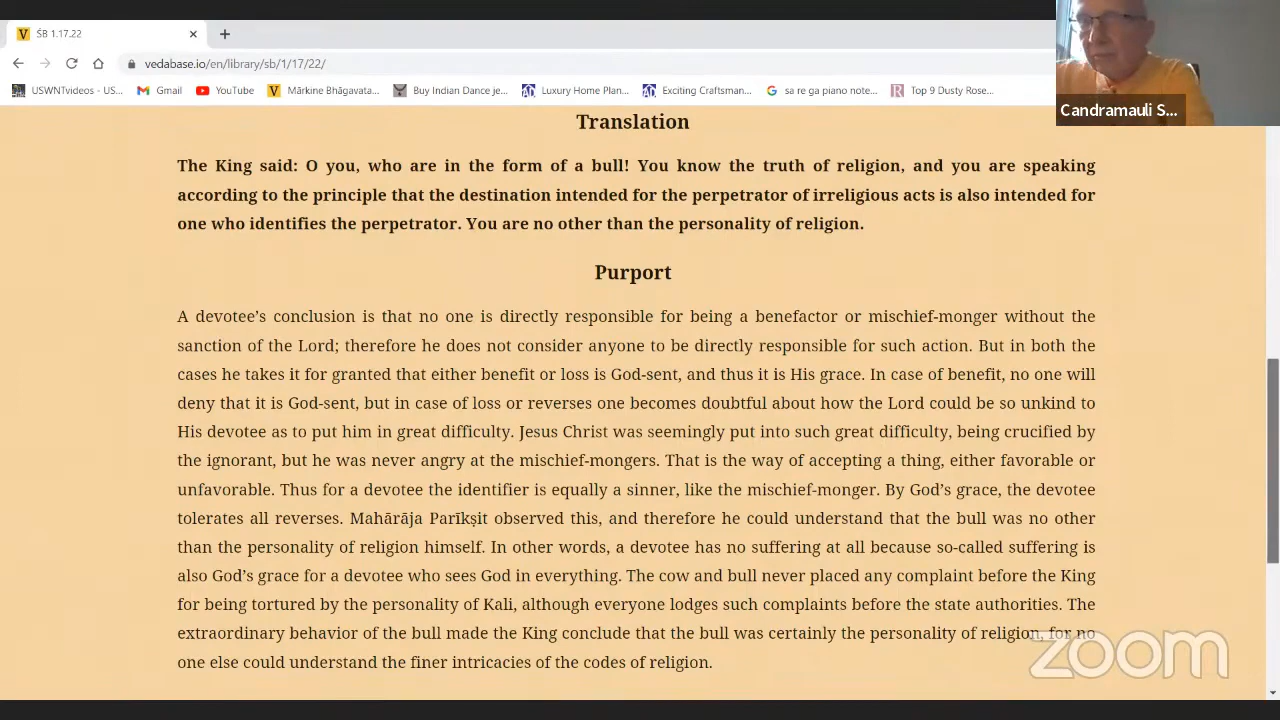 ŚB 1.17.22
vedabase.io/en/library/sb/1/17/22/
USWNTvideos - US... Gmail YouTube Mārkine Bhāgavata... Buy Indian Dance je... Luxury Home Plan... Exciting Craftsman... sa re ga piano note... Top 9 Dusty Rose...
Candramauli S...
Translation
The King said: O you, who are in the form of a bull! You know the truth of religion, and you are speaking
according to the principle that the destination intended for the perpetrator of irreligious acts is also intended for
one who identifies the perpetrator. You are no other than the personality of religion.
Purport
A devotee’s conclusion is that no one is directly responsible for being a benefactor or mischief-monger without the
sanction of the Lord; therefore he does not consider anyone to be directly responsible for such action. But in both the
cases he takes it for granted that either benefit or loss is God-sent, and thus it is His grace. In case of benefit, no one will
deny that it is God-sent, but in case of loss or reverses one becomes doubtful about how the Lord could be so unkind to
His devotee as to put him in great difficulty. Jesus Christ was seemingly put into such great difficulty, being crucified by
the ignorant, but he was never angry at the mischief-mongers. That is the way of accepting a thing, either favorable or
unfavorable. Thus for a devotee the identifier is equally a sinner, like the mischief-monger. By God’s grace, the devotee
tolerates all reverses. Mahārāja Parīkṣit observed this, and therefore he could understand that the bull was no other
than the personality of religion himself. In other words, a devotee has no suffering at all because so-called suffering is
also God’s grace for a devotee who sees God in everything. The cow and bull never placed any complaint before the King
for being tortured by the personality of Kali, although everyone lodges such complaints before the state authorities. The
extraordinary behavior of the bull made the King conclude that the bull was certainly the personality of religion, for no
one else could understand the finer intricacies of the codes of religion.
zoom